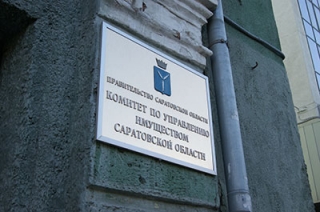 ПРАВИТЕЛЬСТВО САРАТОВСКОЙ ОБЛАСТИ
КОМИТЕТ ПО УПРАВЛЕНИЮ
ИМУЩЕСТВОМ
САРАТОВСКОЙ ОБЛАСТИ